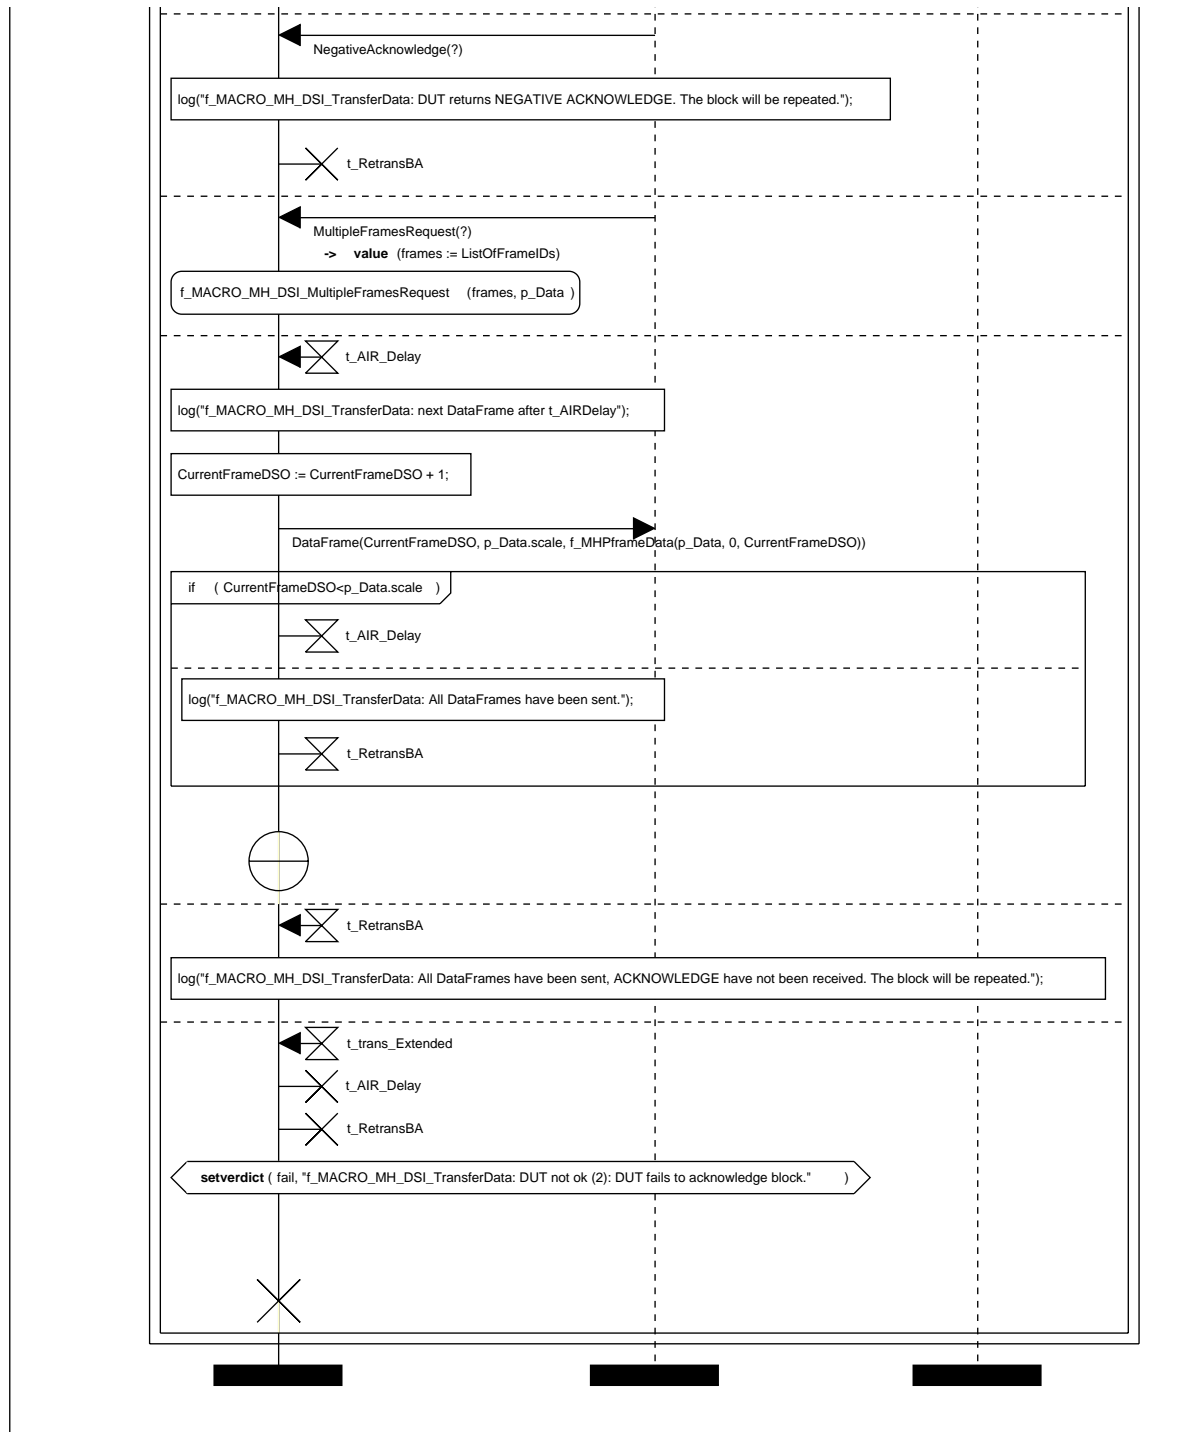 NegativeAcknowledge(?)
log("f_MACRO_MH_DSI_TransferData: DUT returns NEGATIVE ACKNOWLEDGE. The block will be repeated.");
t_RetransBA
MultipleFramesRequest(?)
-> value (frames := ListOfFrameIDs)
f_MACRO_MH_DSI_MultipleFramesRequest (frames, p_Data )
t_AIR_Delay
log("f_MACRO_MH_DSI_TransferData: next DataFrame after t_AIRDelay");
CurrentFrameDSO := CurrentFrameDSO + 1;
DataFrame(CurrentFrameDSO, p_Data.scale, f_MHPframeData(p_Data, 0, CurrentFrameDSO))
if ( CurrentFrameDSO<p_Data.scale )
t_AIR_Delay
log("f_MACRO_MH_DSI_TransferData: All DataFrames have been sent.");
t_RetransBA
t_RetransBA
log("f_MACRO_MH_DSI_TransferData: All DataFrames have been sent, ACKNOWLEDGE have not been received. The block will be repeated.");
t_trans_Extended
t_AIR_Delay
t_RetransBA
setverdict ( fail, "f_MACRO_MH_DSI_TransferData: DUT not ok (2): DUT fails to acknowledge block." )